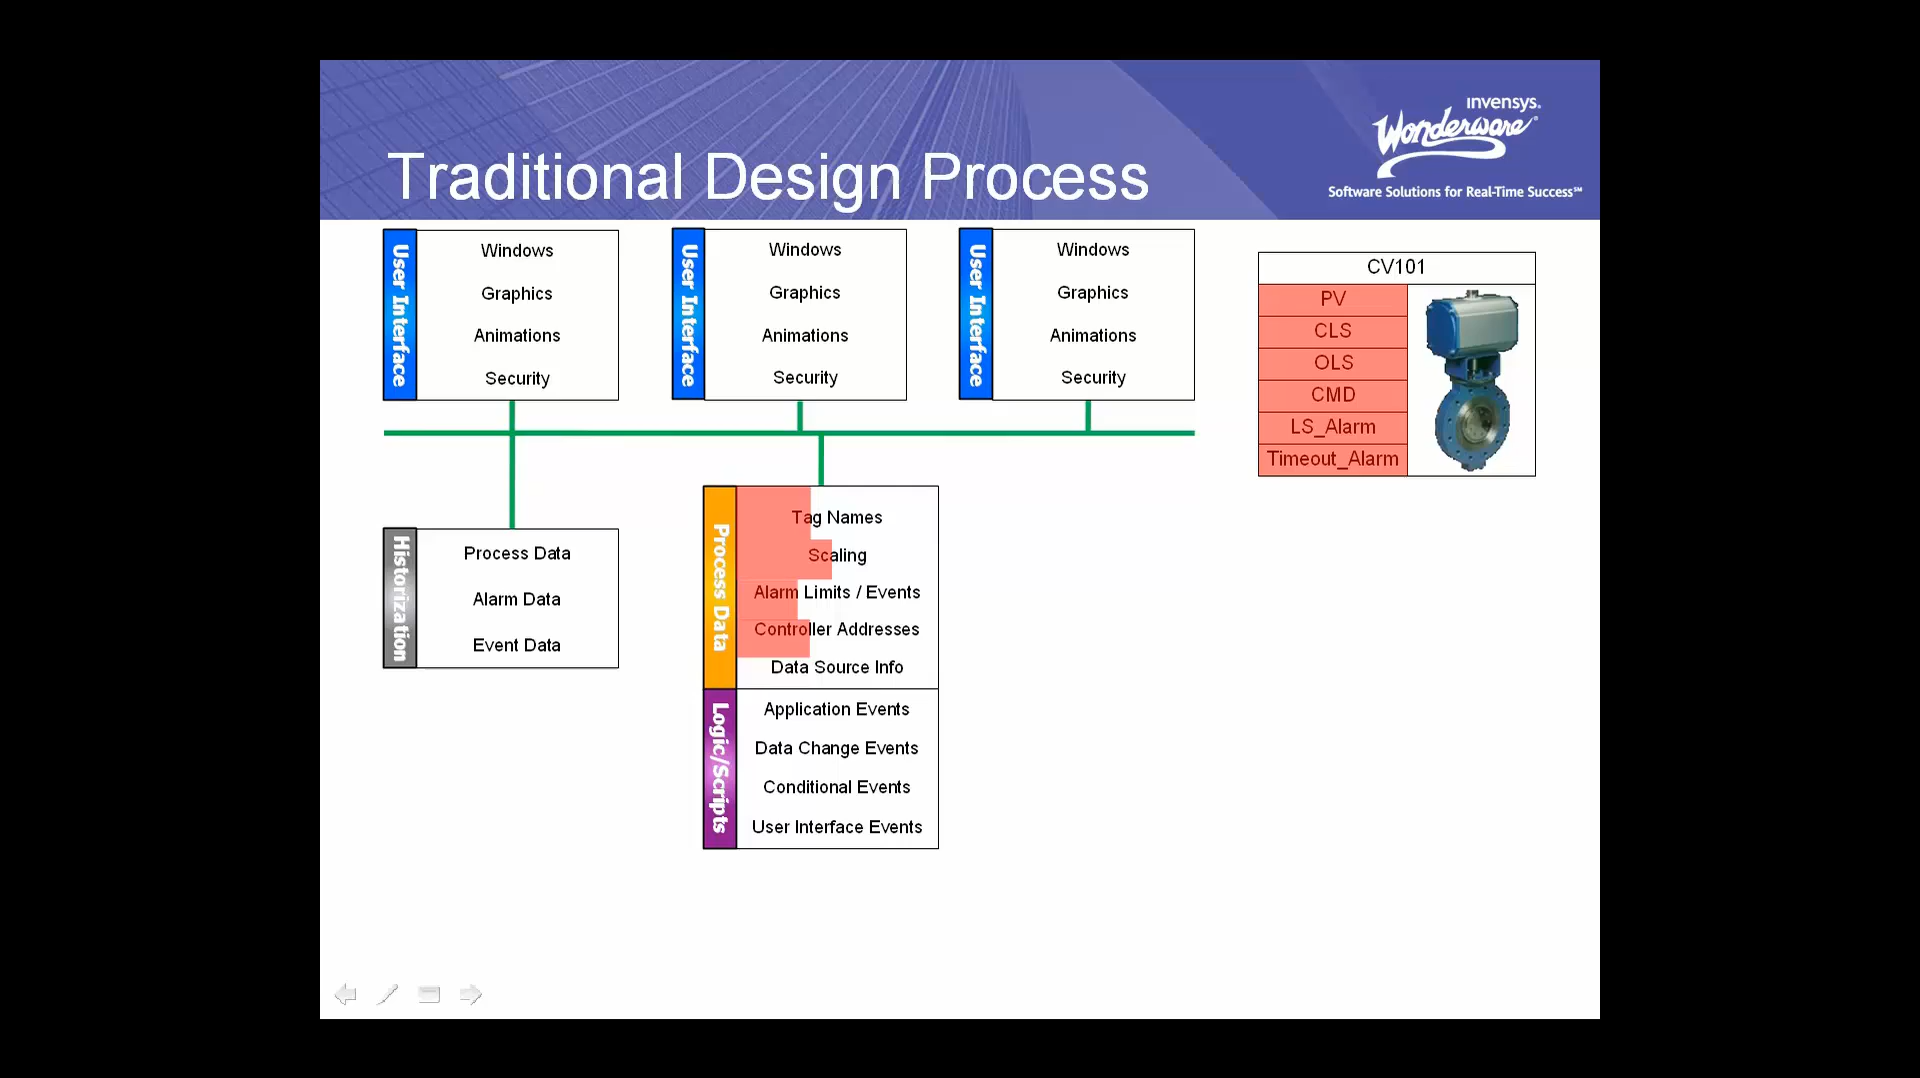 invensys.
Wonderware®
Software Solutions for Real-Time Success℠
Traditional Design Process
User Interface
Windows
Graphics
Animations
Security
User Interface
Windows
Graphics
Animations
Security
User Interface
Windows
Graphics
Animations
Security
CV101
PV
CLS
OLS
CMD
LS_Alarm
Timeout_Alarm
Historization
Process Data
Alarm Data
Event Data
Process Data
Tag Names
Scaling
Alarm Limits / Events
Controller Addresses
Data Source Info
Logic/Scripts
Application Events
Data Change Events
Conditional Events
User Interface Events